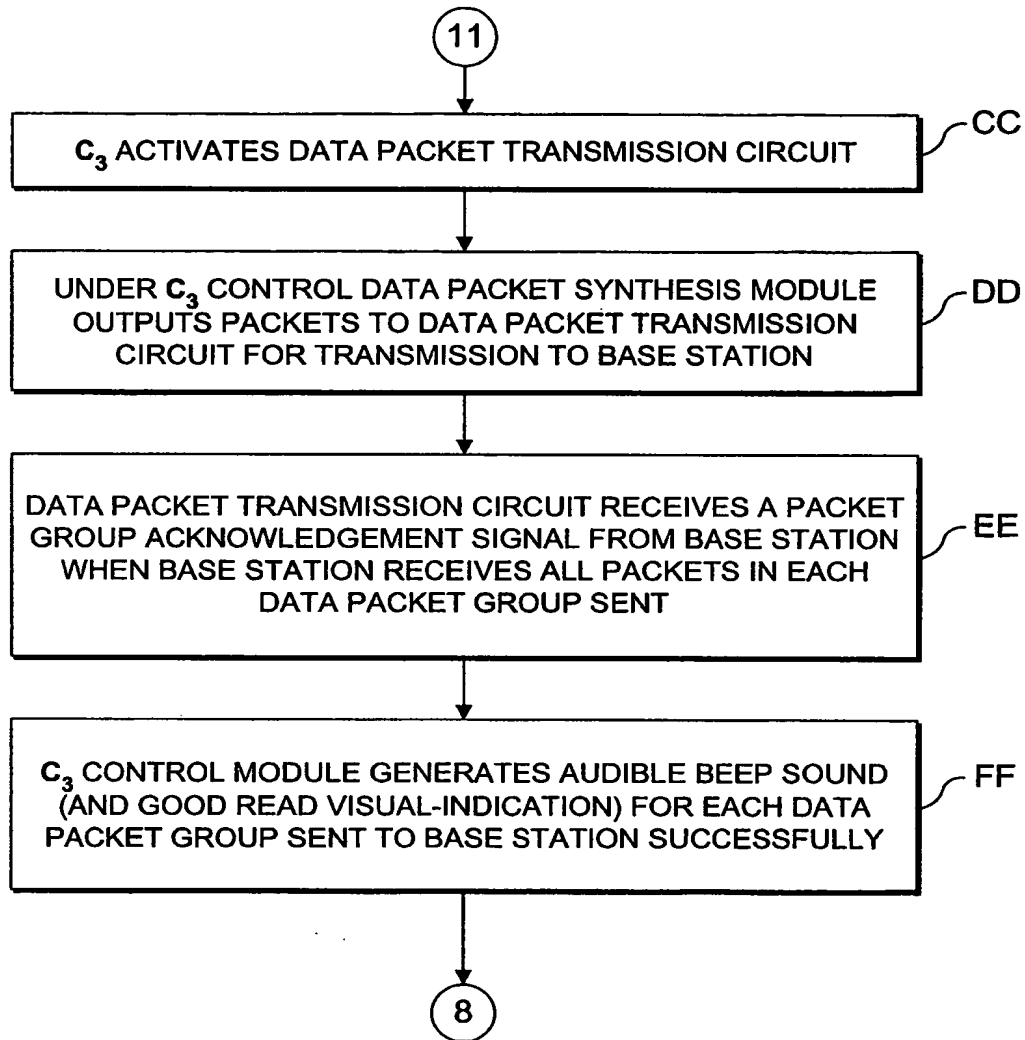 11
C₃ ACTIVATES DATA PACKET TRANSMISSION CIRCUIT
CC
UNDER C₃ CONTROL DATA PACKET SYNTHESIS MODULE
OUTPUTS PACKETS TO DATA PACKET TRANSMISSION
CIRCUIT FOR TRANSMISSION TO BASE STATION
DD
DATA PACKET TRANSMISSION CIRCUIT RECEIVES A PACKET
GROUP ACKNOWLEDGEMENT SIGNAL FROM BASE STATION
WHEN BASE STATION RECEIVES ALL PACKETS IN EACH
DATA PACKET GROUP SENT
EE
C₃ CONTROL MODULE GENERATES AUDIBLE BEEP SOUND
(AND GOOD READ VISUAL-INDICATION) FOR EACH DATA
PACKET GROUP SENT TO BASE STATION SUCCESSFULLY
FF
8